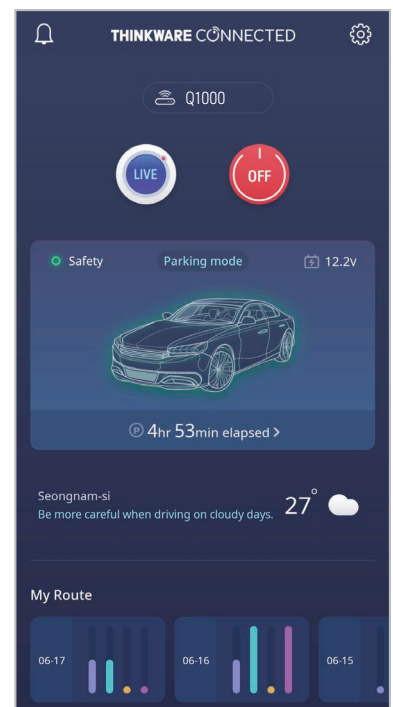 THINKWARE CONNECTED
Q1000
LIVE
OFF
Safety
Parking mode
12.2v
P 4hr 53min elapsed >
Seongnam-si
Be more careful when driving on cloudy days.
27°
My Route
06-17
06-16
06-15